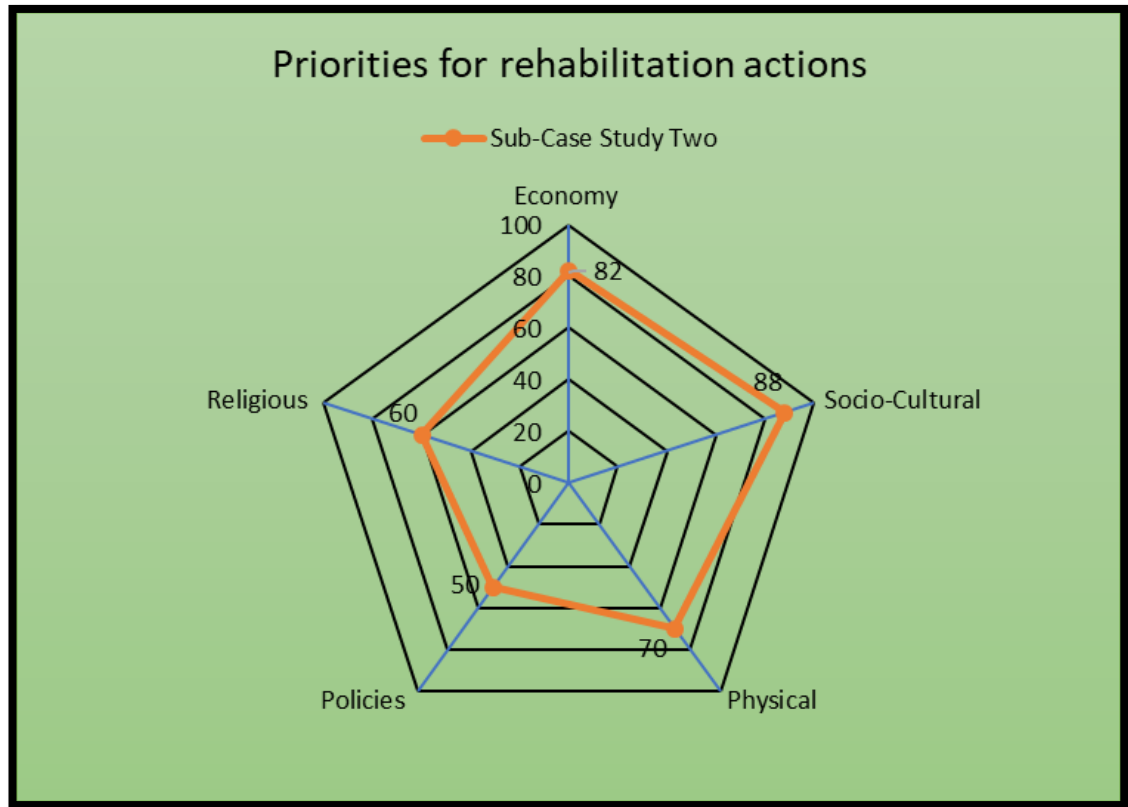 Priorities for rehabilitation actions
Sub-Case Study Two
Economy
100
82
80
60
40
20
0
88
Socio-Cultural
Religious
60
50
70
Policies
Physical